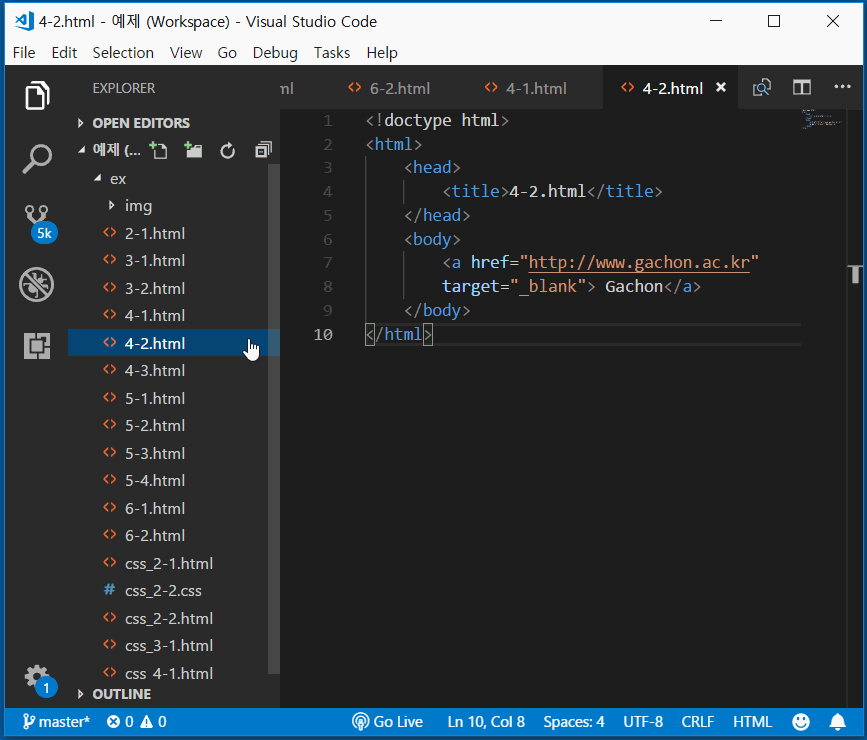 4-2.html - 예제 (Workspace) - Visual Studio Code
File Edit Selection View Go Debug Tasks Help
EXPLORER
OPEN EDITORS
예제 (...
ex
img
2-1.html
3-1.html
3-2.html
4-1.html
4-2.html
4-3.html
5-1.html
5-2.html
5-3.html
5-4.html
6-1.html
6-2.html
css_2-1.html
# css_2-2.css
css_2-2.html
css_3-1.html
css_4-1.html
OUTLINE
5k
1
ml 6-2.html 4-1.html 4-2.html
1 <!doctype html>
2 <html>
3 <head>
4 <title>4-2.html</title>
5 </head>
6 <body>
7 <a href="http://www.gachon.ac.kr"
8 target="_blank"> Gachon</a>
9 </body>
10 </html>
master* 0 0 Go Live Ln 10, Col 8 Spaces: 4 UTF-8 CRLF HTML